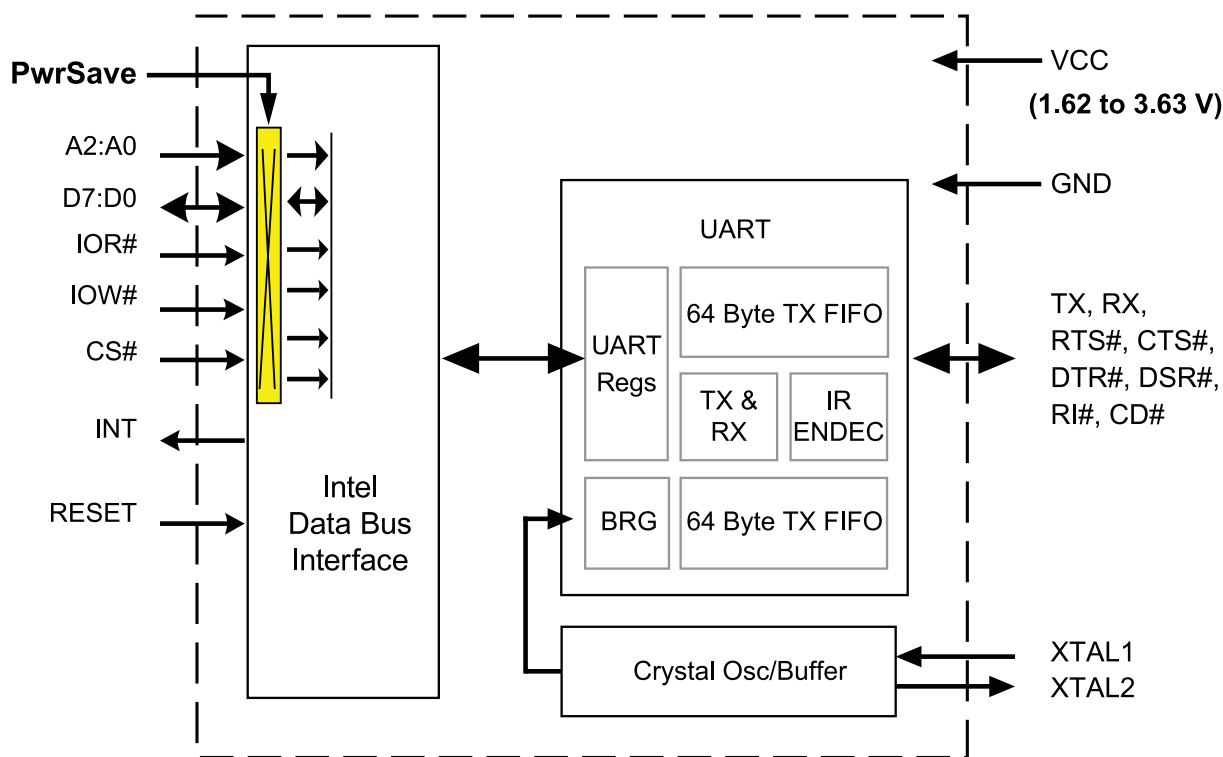 PwrSave
A2:A0
D7:D0
IOR#
IOW#
CS#
INT
RESET
Intel
Data Bus
Interface
UART
UART
Regs
64 Byte TX FIFO
TX &
RX
IR
ENDEC
BRG
64 Byte TX FIFO
Crystal Osc/Buffer
VCC
(1.62 to 3.63 V)
GND
TX, RX,
RTS#, CTS#,
DTR#, DSR#,
RI#, CD#
XTAL1
XTAL2